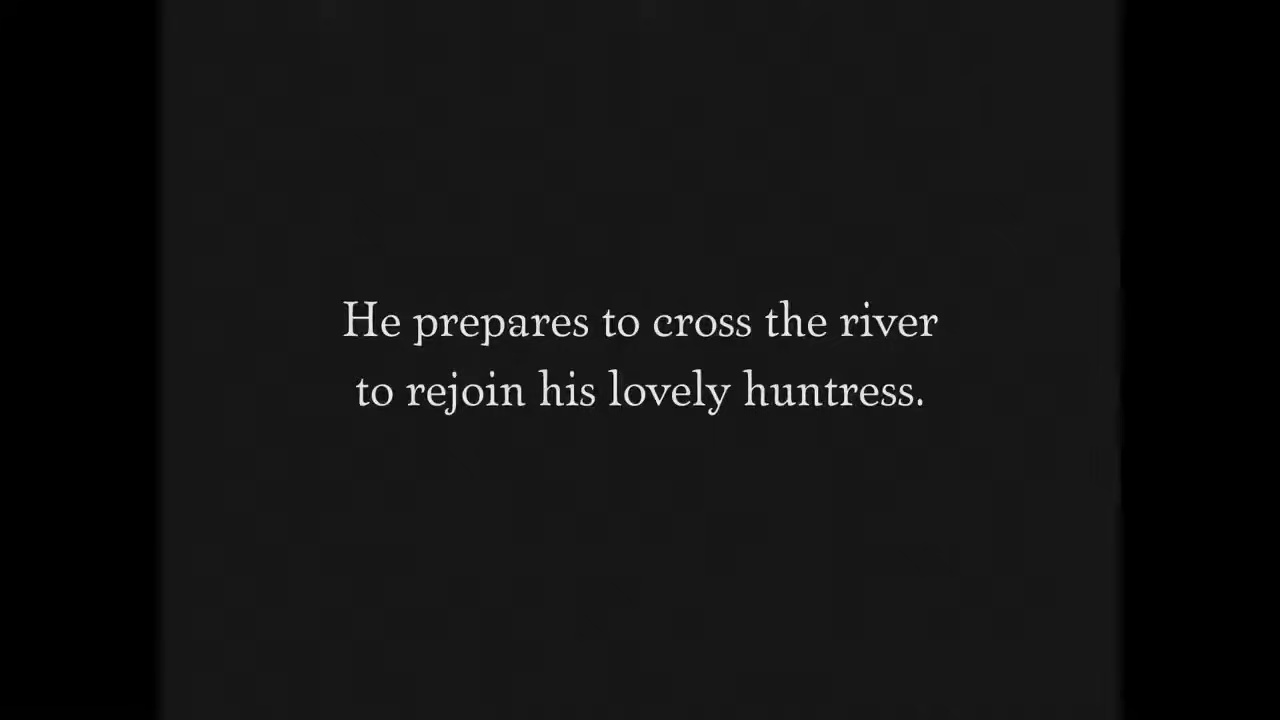 He prepares to cross the river
to rejoin his lovely huntress.